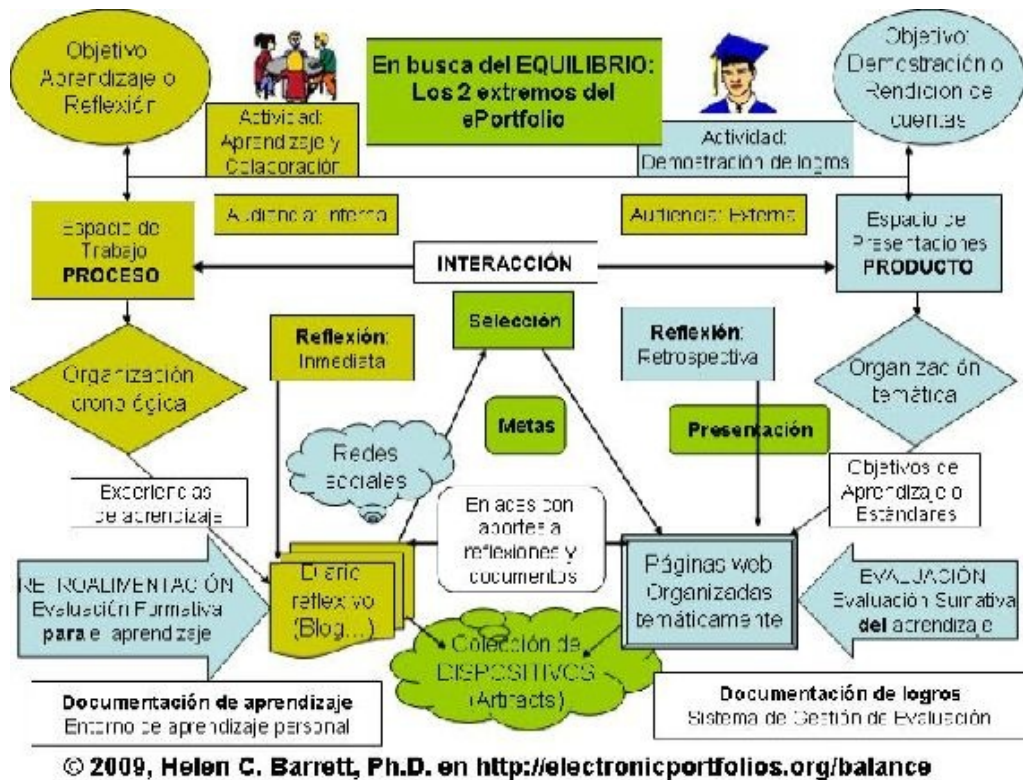 Objetivo
Aprendizaje o
Reflexión
En busca del EQUILIBRIO:
Los 2 extremos del
ePortfolio
Objetivo:
Demostración o
Rendición de
cuentas
Actividad:
Aprendizaje y
Colaboración
Actividad:
Demostración de logros
Audiencia: Interna
Audiencia: Externa
Espacio de
Trabajo
PROCESO
INTERACCIÓN
Espacio de
Presentaciones
PRODUCTO
Reflexión:
Inmediata
Selección
Reflexión:
Retrospectiva
Organización
cronológica
Organización
temática
Metas
Presentación
Redes
sociales
Experiencias
de aprendizaje
Enlaces con
aportes a
reflexiones y
documentos
Objetivos de
Aprendizaje o
Estándares
RETROALIMENTACIÓN
Evaluación Formativa
para el aprendizaje
Diario
reflexivo
(Blog...)
Páginas web
Organizadas
temáticamente
EVALUACIÓN
Evaluación Sumativa
del aprendizaje
Colección de
DISPOSITIVOS
(Artifacts)
Documentación de aprendizaje
Entorno de aprendizaje personal
Documentación de logros
Sistema de Gestión de Evaluación
© 2009, Helen C. Barrett, Ph.D. en http://electronicportfolios.org/balance